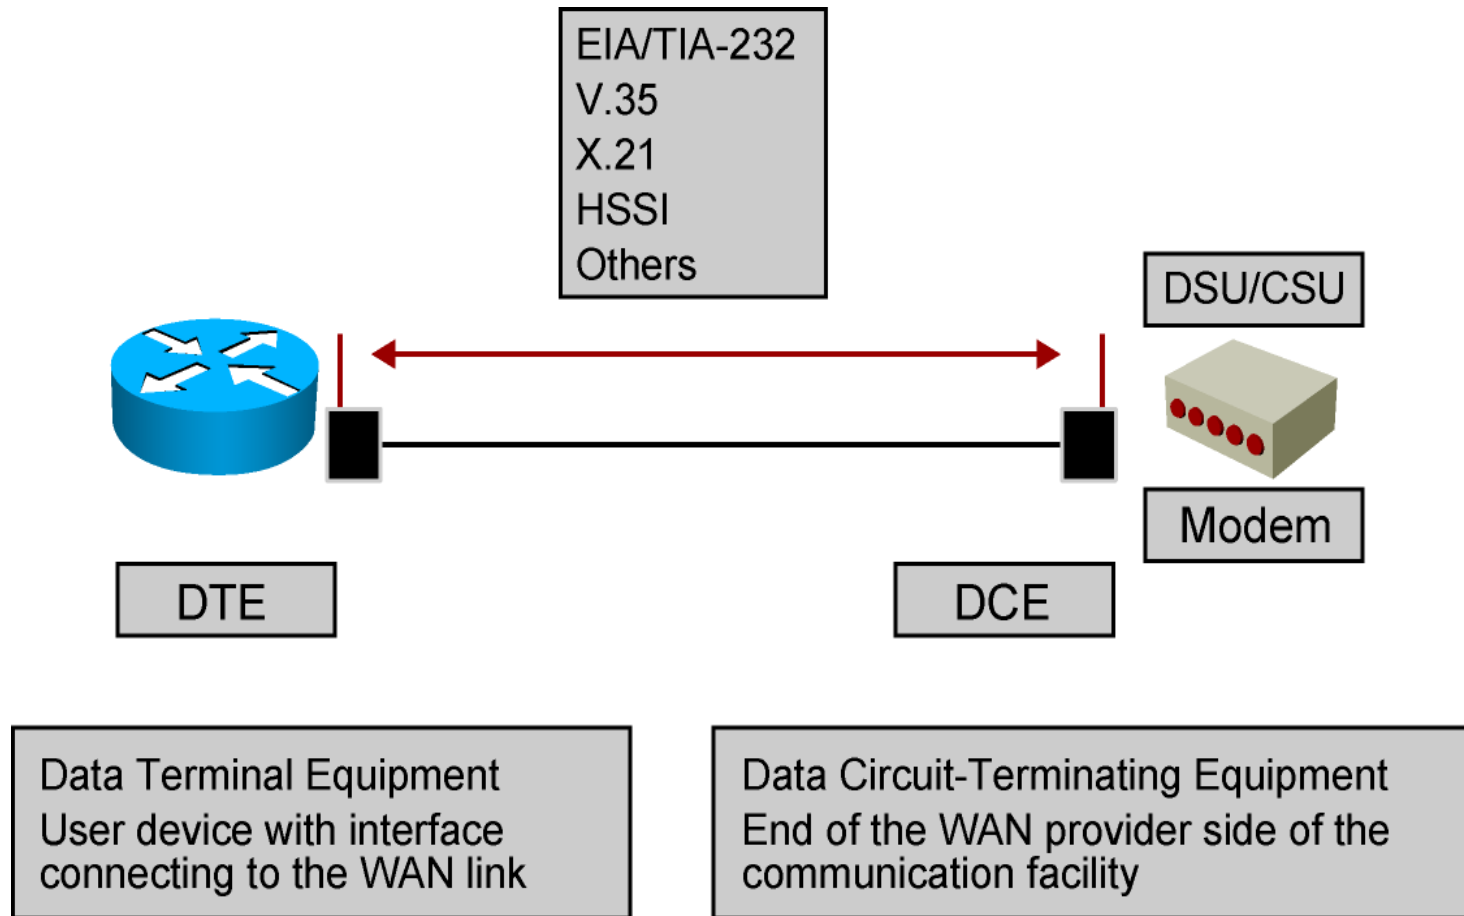 EIA/TIA-232
V.35
X.21
HSSI
Others
DSU/CSU
Modem
DTE
DCE
Data Terminal Equipment
User device with interface
connecting to the WAN link
Data Circuit-Terminating Equipment
End of the WAN provider side of the
communication facility